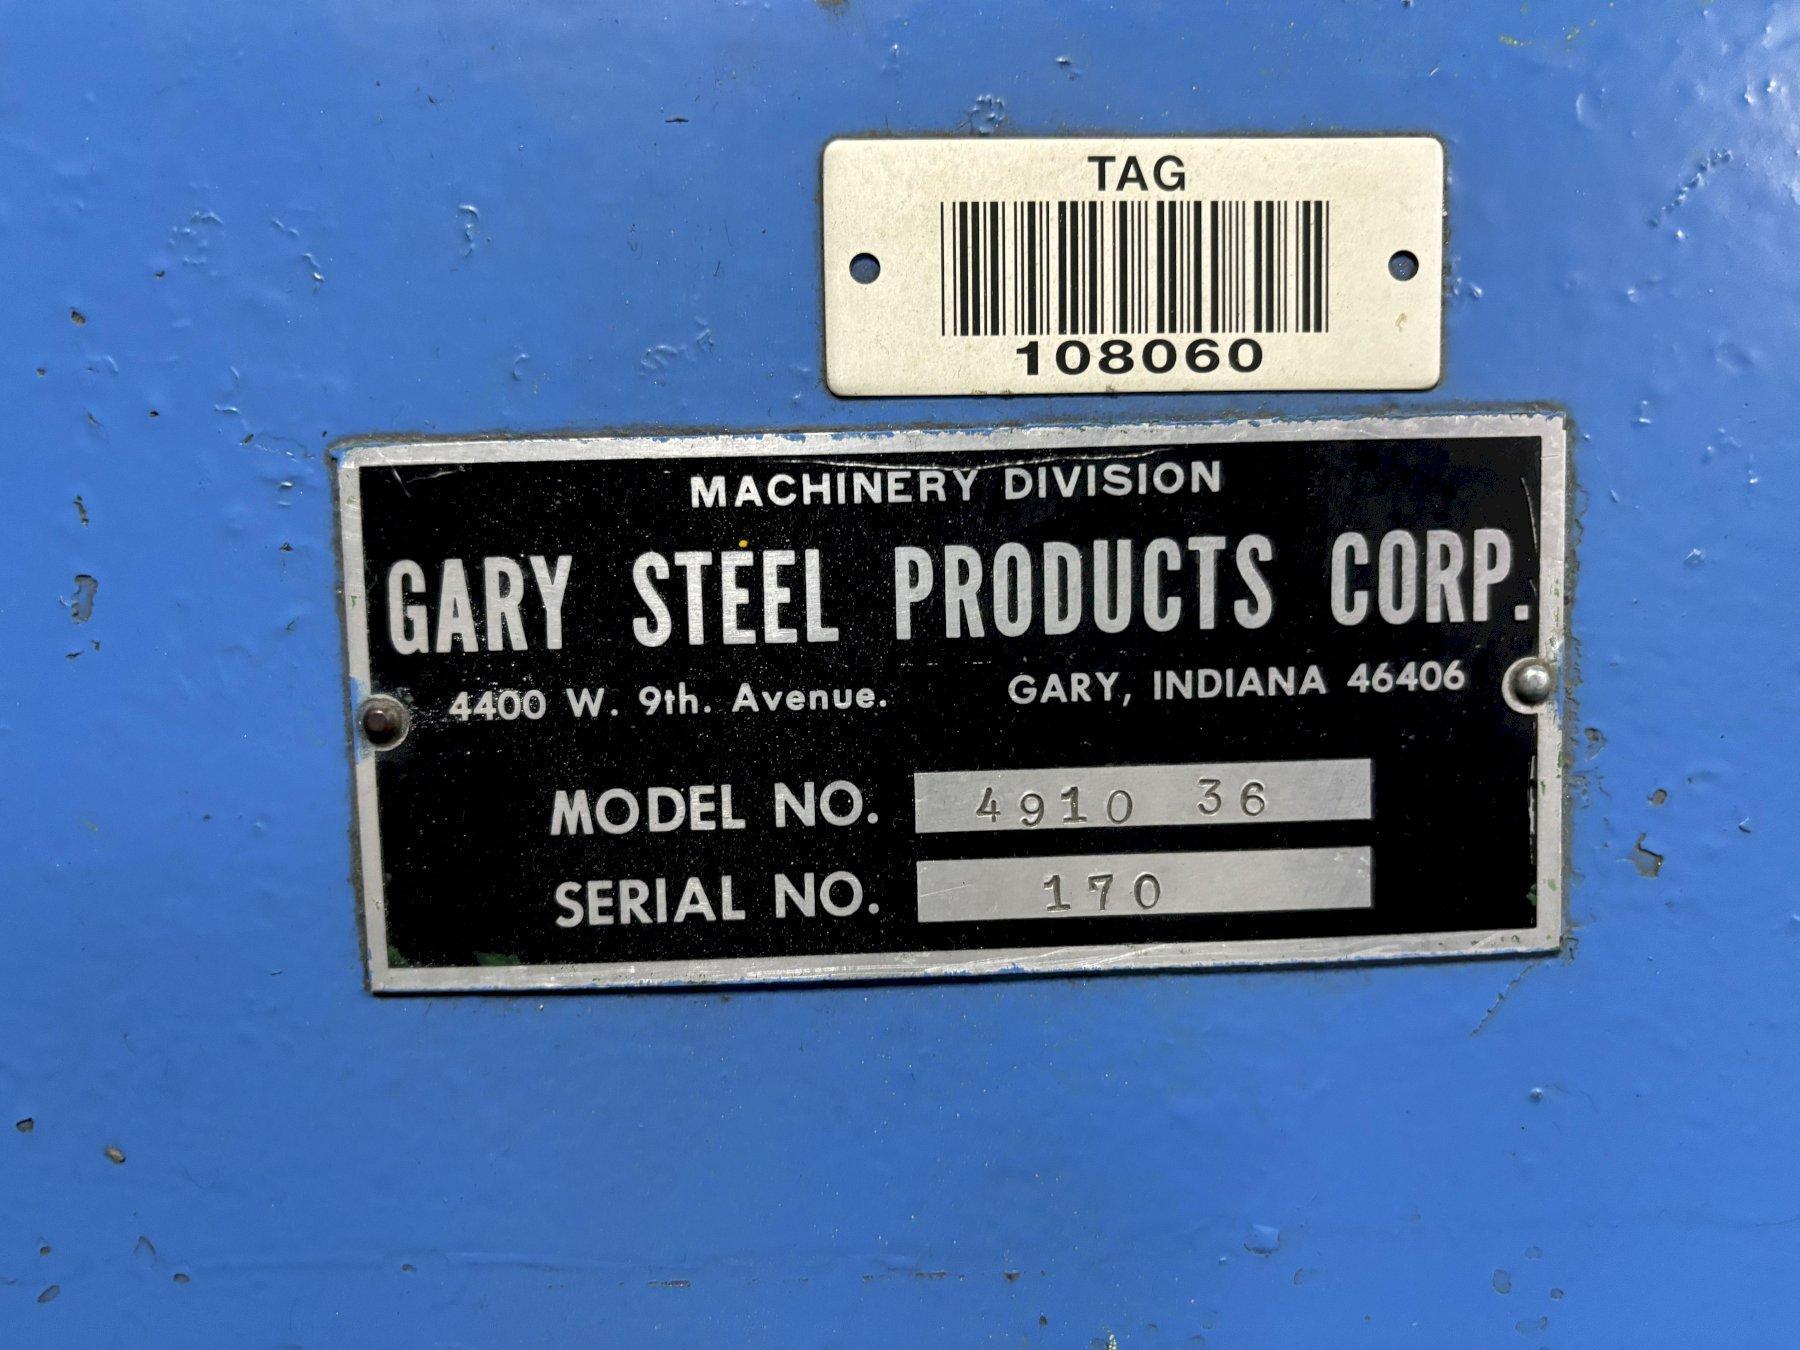 TAG
108060
MACHINERY DIVISION
GARY STEEL PRODUCTS CORP.
4400 W. 9th. Avenue. GARY, INDIANA 46406
MODEL NO. 4910 36
SERIAL NO. 170